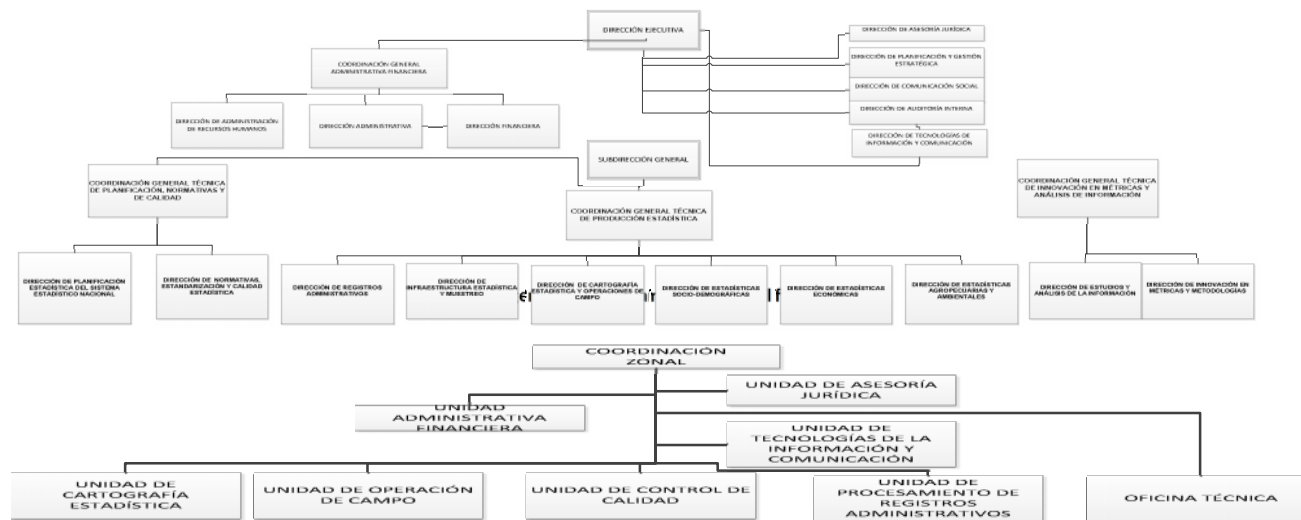 DIRECCIÓN EJECUTIVA
DIRECCIÓN DE ASESORÍA JURÍDICA
COORDINACIÓN GENERAL
ADMINISTRATIVA FINANCIERA
DIRECCIÓN DE PLANIFICACIÓN Y GESTIÓN
ESTRATÉGICA
DIRECCIÓN DE COMUNICACIÓN SOCIAL
DIRECCIÓN DE AUDITORÍA INTERNA
DIRECCIÓN DE ADMINISTRACIÓN
DE RECURSOS HUMANOS
DIRECCIÓN ADMINISTRATIVA
DIRECCIÓN FINANCIERA
DIRECCIÓN DE TECNOLOGÍAS DE
INFORMACIÓN Y COMUNICACIÓN
SUBDIRECCIÓN GENERAL
COORDINACIÓN GENERAL TÉCNICA
DE PLANIFICACIÓN, NORMATIVAS Y
DE CALIDAD
COORDINACIÓN GENERAL TÉCNICA
DE PRODUCCIÓN ESTADÍSTICA
COORDINACIÓN GENERAL TÉCNICA
DE INNOVACIÓN EN MÉTRICAS Y
ANÁLISIS DE INFORMACIÓN
DIRECCIÓN DE PLANIFICACIÓN
ESTADÍSTICA DEL SISTEMA
ESTADÍSTICO NACIONAL
DIRECCIÓN DE NORMATIVAS,
ESTANDARIZACIÓN Y CALIDAD
ESTADÍSTICA
DIRECCIÓN DE REGISTROS
ADMINISTRATIVOS
DIRECCIÓN DE
INFRAESTRUCTURA ESTADÍSTICA
Y MUESTREO
DIRECCIÓN DE CARTOGRAFÍA
ESTADÍSTICA Y OPERACIONES DE
CAMPO
DIRECCIÓN DE ESTADÍSTICAS
SOCIO-DEMOGRÁFICAS
DIRECCIÓN DE ESTADÍSTICAS
ECONÓMICAS
DIRECCIÓN DE ESTADÍSTICAS
AGROPECUARIAS Y
AMBIENTALES
DIRECCIÓN DE ESTUDIOS Y
ANÁLISIS DE LA INFORMACIÓN
DIRECCIÓN DE INNOVACIÓN EN
MÉTRICAS Y METODOLOGÍAS
COORDINACIÓN
ZONAL
UNIDAD DE ASESORÍA
JURÍDICA
UNIDAD
ADMINISTRATIVA
FINANCIERA
UNIDAD DE
TECNOLOGÍAS DE LA
INFORMACIÓN Y
COMUNICACIÓN
UNIDAD DE
CARTOGRAFÍA
ESTADÍSTICA
UNIDAD DE OPERACIÓN
DE CAMPO
UNIDAD DE CONTROL DE
CALIDAD
UNIDAD DE
PROCESAMIENTO DE
REGISTROS
ADMINISTRATIVOS
OFICINA TÉCNICA